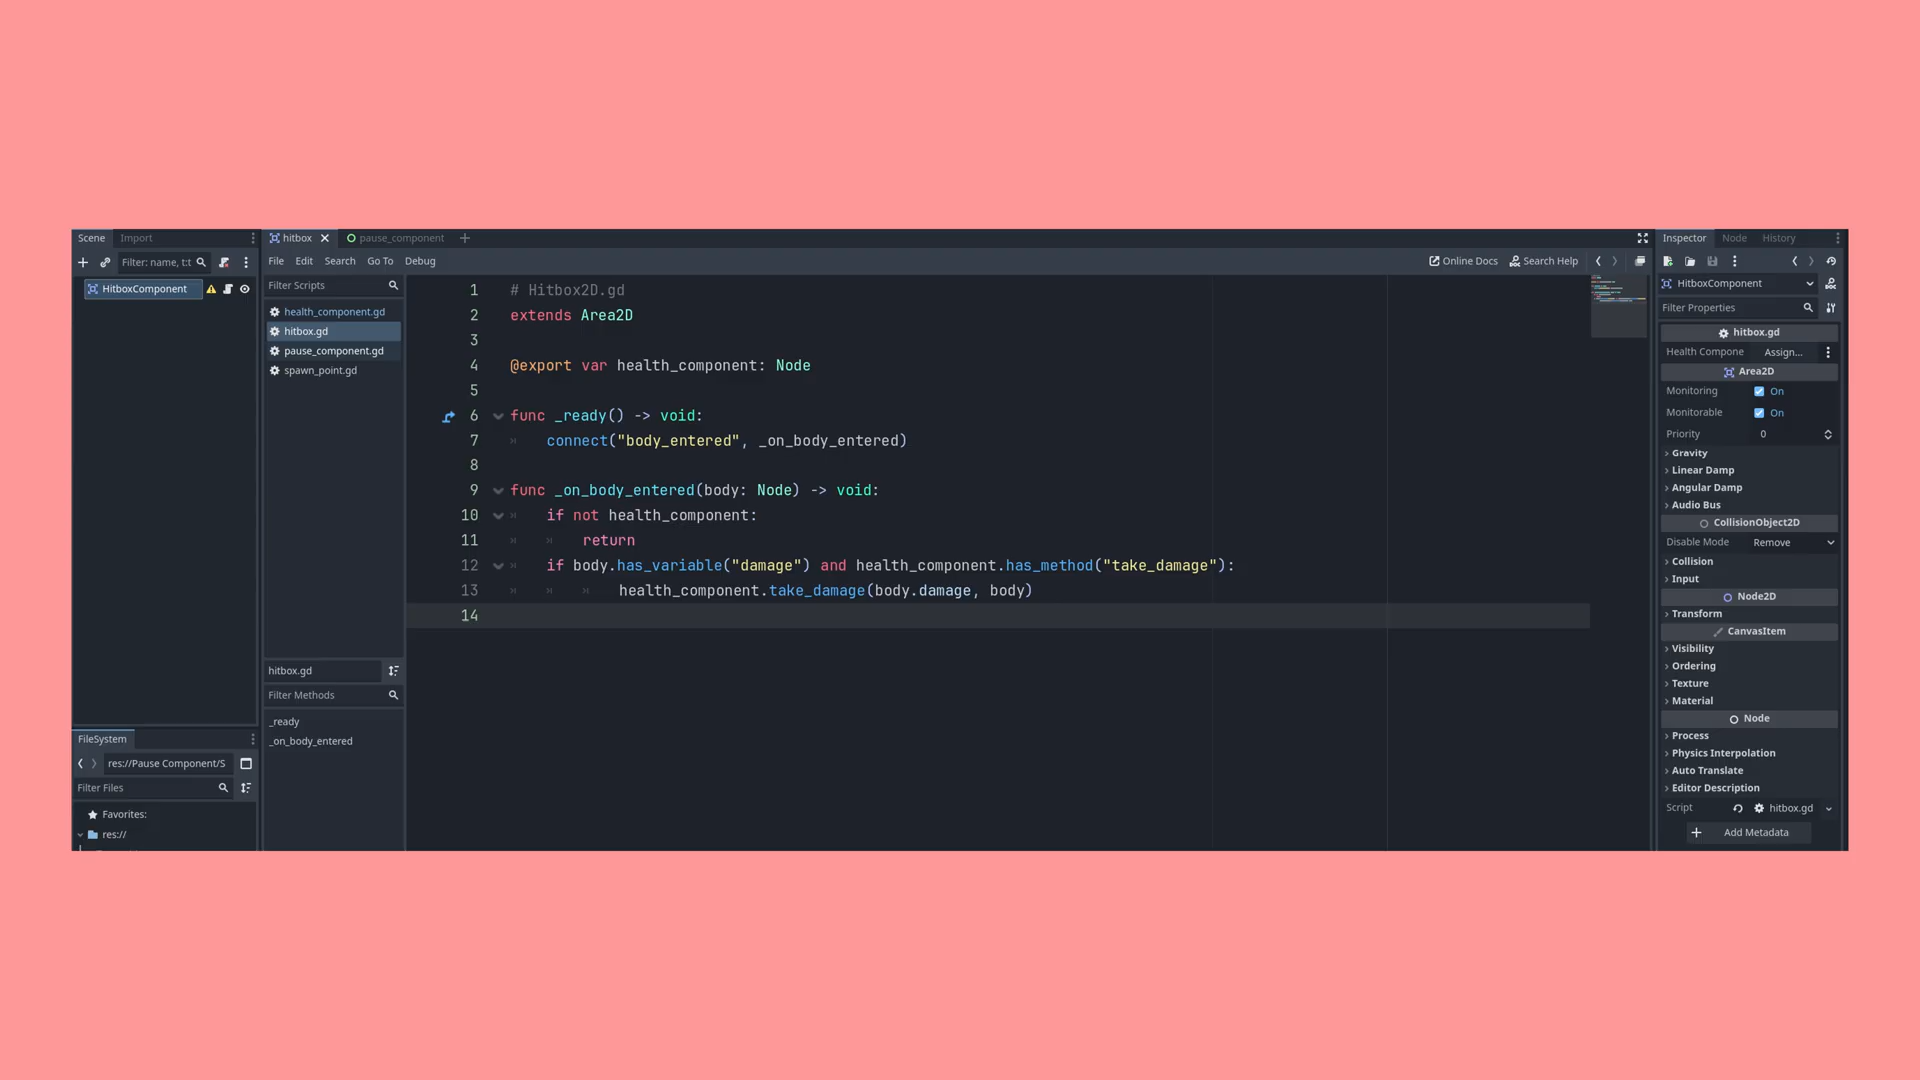 Scene Import
Filter: name, t:t
HitboxComponent
FileSystem
res://Pause Component/S
Filter Files
Favorites:
res://
hitbox pause_component
File Edit Search Go To Debug
Online Docs Search Help
Filter Scripts
health_component.gd
hitbox.gd
pause_component.gd
spawn_point.gd
hitbox.gd
Filter Methods
_ready
_on_body_entered
1 # Hitbox2D.gd
2 extends Area2D
3
4 @export var health_component: Node
5
6 func _ready() -> void:
7 connect("body_entered", _on_body_entered)
8
9 func _on_body_entered(body: Node) -> void:
10 if not health_component:
11 return
12 if body.has_variable("damage") and health_component.has_method("take_damage"):
13 health_component.take_damage(body.damage, body)
14
Inspector Node History
HitboxComponent
Filter Properties
hitbox.gd
Health Compone Assign...
Area2D
Monitoring On
Monitorable On
Priority 0
Gravity
Linear Damp
Angular Damp
Audio Bus
CollisionObject2D
Disable Mode Remove
Collision
Input
Node2D
Transform
CanvasItem
Visibility
Ordering
Texture
Material
Node
Process
Physics Interpolation
Auto Translate
Editor Description
Script hitbox.gd
Add Metadata